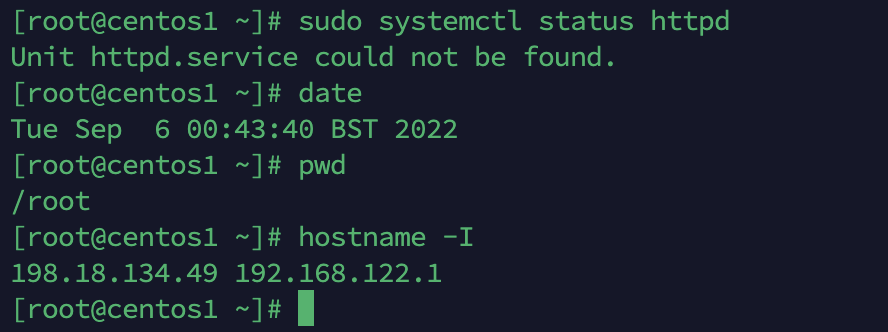 [root@centos1 ~]# sudo systemctl status httpd
Unit httpd.service could not be found.
[root@centos1 ~]# date
Tue Sep  6 00:43:40 BST 2022
[root@centos1 ~]# pwd
/root
[root@centos1 ~]# hostname -I
198.18.134.49 192.168.122.1
[root@centos1 ~]#